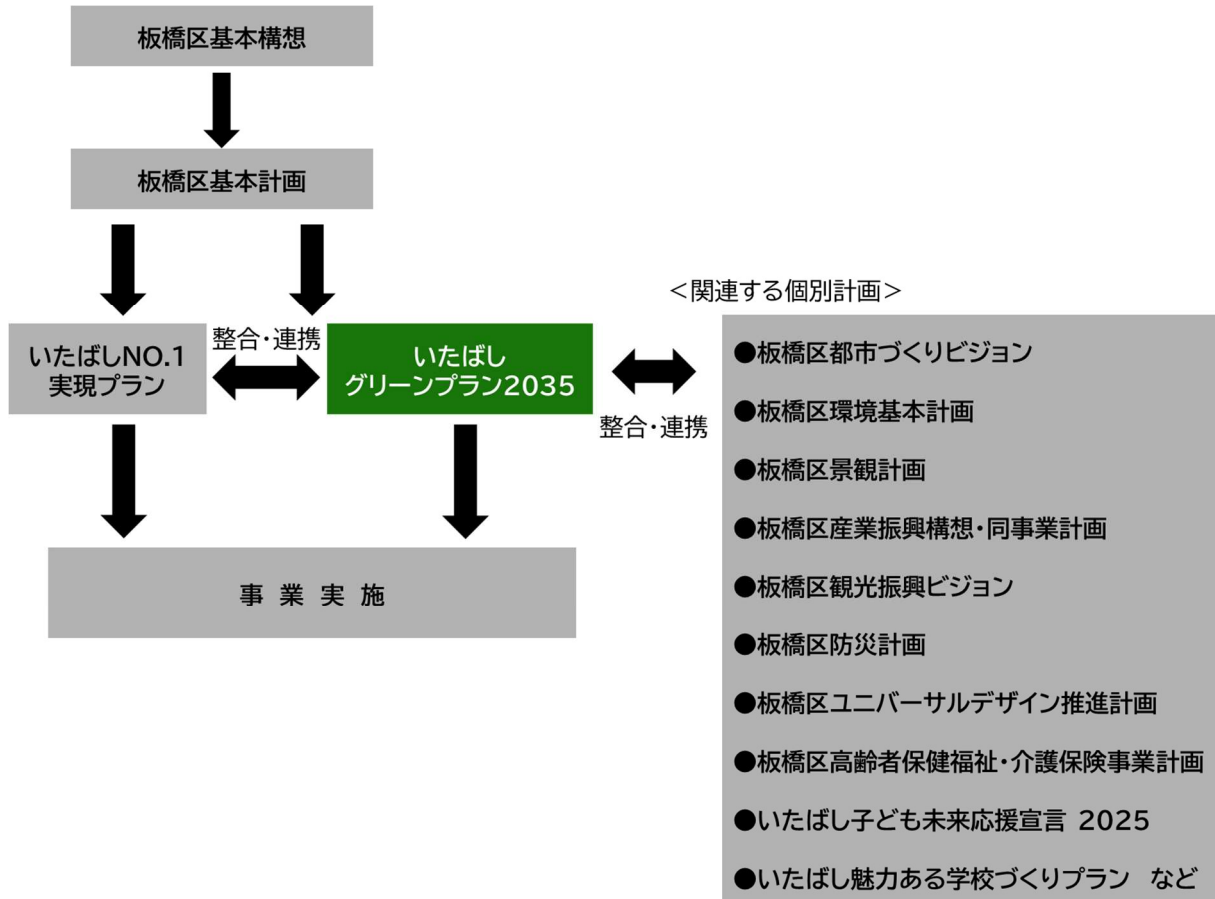 板橋区基本構想
板橋区基本計画
<関連する個別計画>
いたばしNO.1
実現プラン
整合・連携
いたばし
グリーンプラン2035
整合・連携
事 業 実 施
●板橋区都市づくりビジョン
●板橋区環境基本計画
●板橋区景観計画
●板橋区産業振興構想・同事業計画
●板橋区観光振興ビジョン
●板橋区防災計画
●板橋区ユニバーサルデザイン推進計画
●板橋区高齢者保健福祉・介護保険事業計画
●いたばし子ども未来応援宣言 2025
●いたばし魅力ある学校づくりプラン など